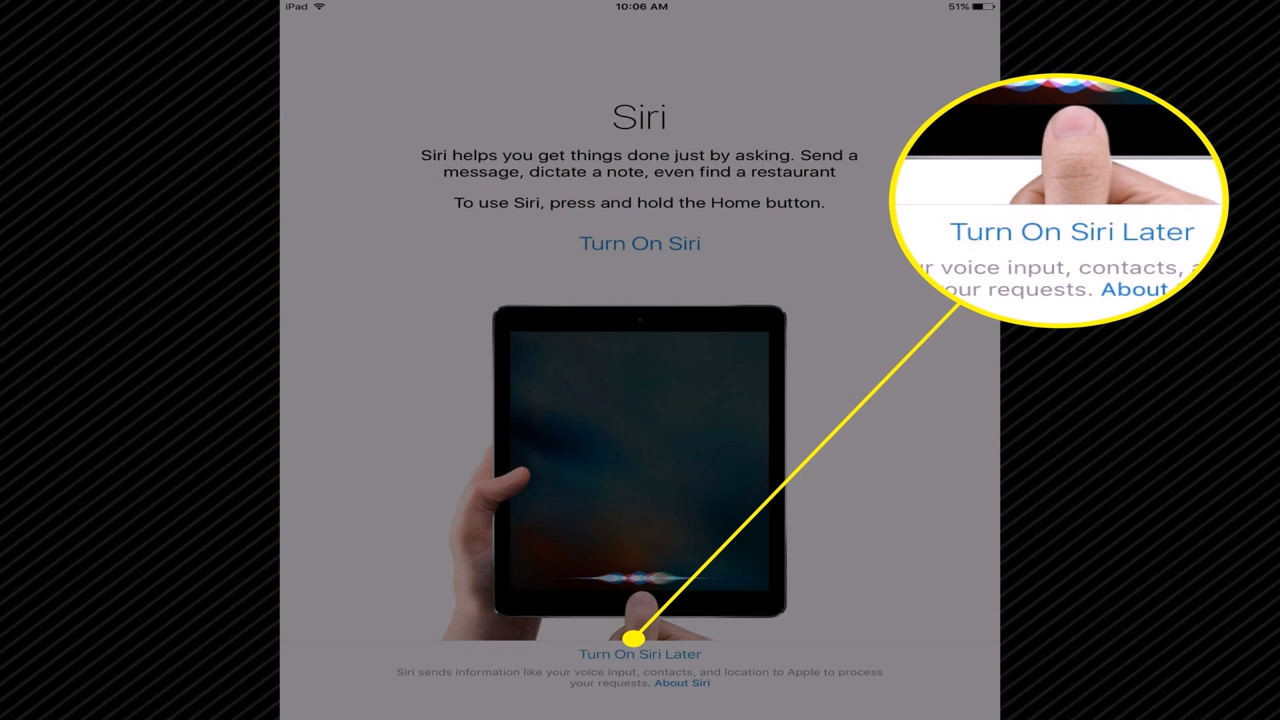 iPad
10:06 AM
51%
Siri
Siri helps you get things done just by asking. Send a
message, dictate a note, even find a restaurant
To use Siri, press and hold the Home button.
Turn On Siri
Turn On Siri Later
Siri sends information like your voice input, contacts, and location to Apple to process
your requests. About Siri
Turn On Siri Later
voice input, contacts,
your requests. About